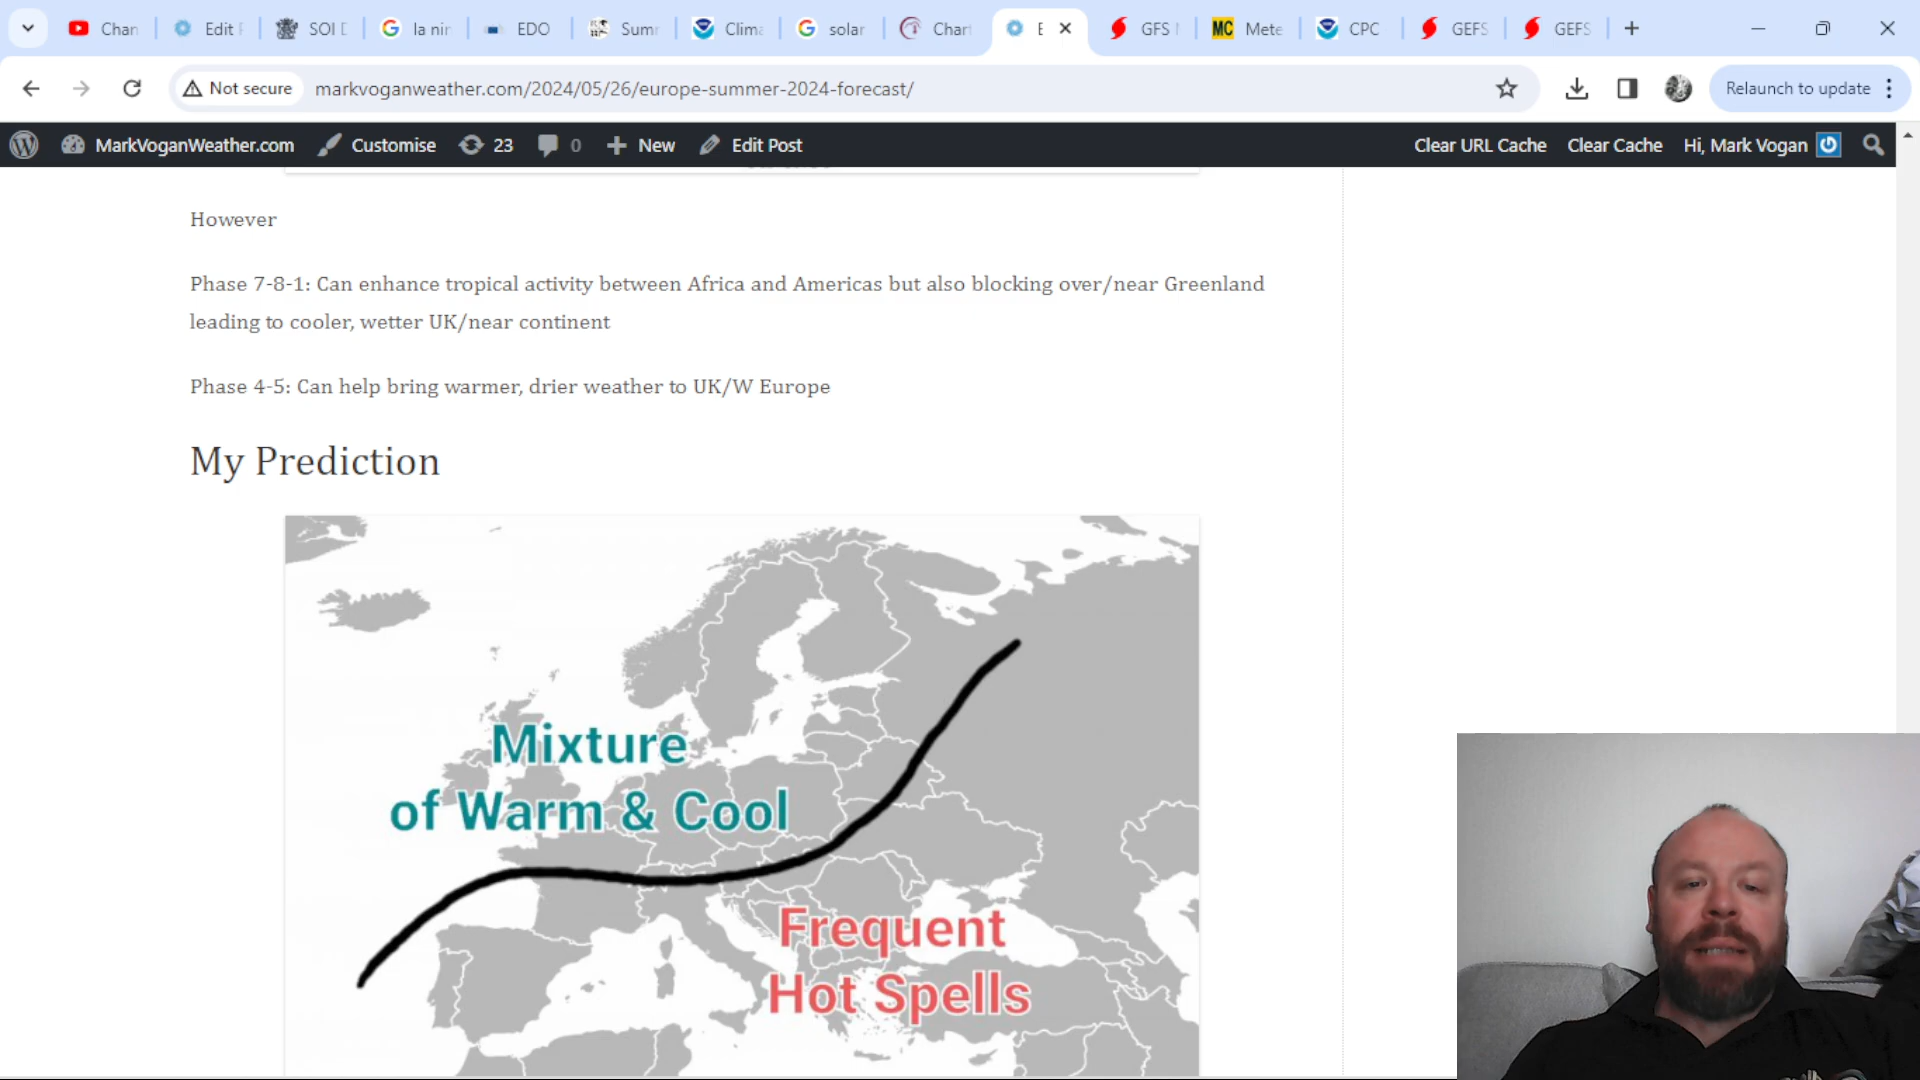 Chan
Edit
SOI
la nin
EDO
Sum
Clima
solar
Chart
E
GFS
Mete
CPC
GEFS
GEFS
Not secure
markvoganweather.com/2024/05/26/europe-summer-2024-forecast/
Relaunch to update
MarkVoganWeather.com
Customise
23
0
New
Edit Post
Clear URL Cache
Clear Cache
Hi, Mark Vogan
However
Phase 7-8-1: Can enhance tropical activity between Africa and Americas but also blocking over/near Greenland
leading to cooler, wetter UK/near continent
Phase 4-5: Can help bring warmer, drier weather to UK/W Europe
My Prediction
Mixture
of Warm & Cool
Frequent
Hot Spells